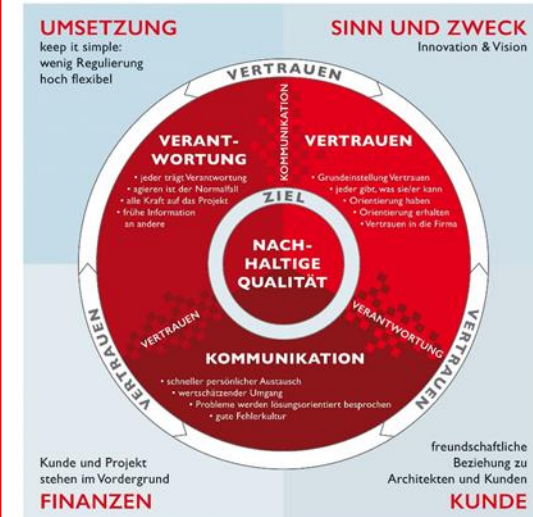 UMSETZUNG
keep it simple:
wenig Regulierung
hoch flexibel
SINN UND ZWECK
Innovation & Vision
VERTRAUEN
KOMMUNIKATION
VERANT-
WORTUNG
• jeder trägt Verantwortung
• agieren ist der Normalfall
• alle Kraft auf das Projekt
• frühe Information
an andere
VERTRAUEN
• Grundeinstellung Vertrauen
• jeder gibt, was sie/er kann
• Orientierung haben
• Orientierung erhalten
• Vertrauen in die Firma
ZIEL
NACH-
HALTIGE
QUALITÄT
VERTRAUEN
VERANTWORTUNG
VERTRAUEN
VERTRAUEN
KOMMUNIKATION
• schneller persönlicher Austausch
• wertschätzender Umgang
• Probleme werden lösungsorientiert besprochen
• gute Fehlerkultur
Kunde und Projekt
stehen im Vordergrund
FINANZEN
freundschaftliche
Beziehung zu
Architekten und Kunden
KUNDE